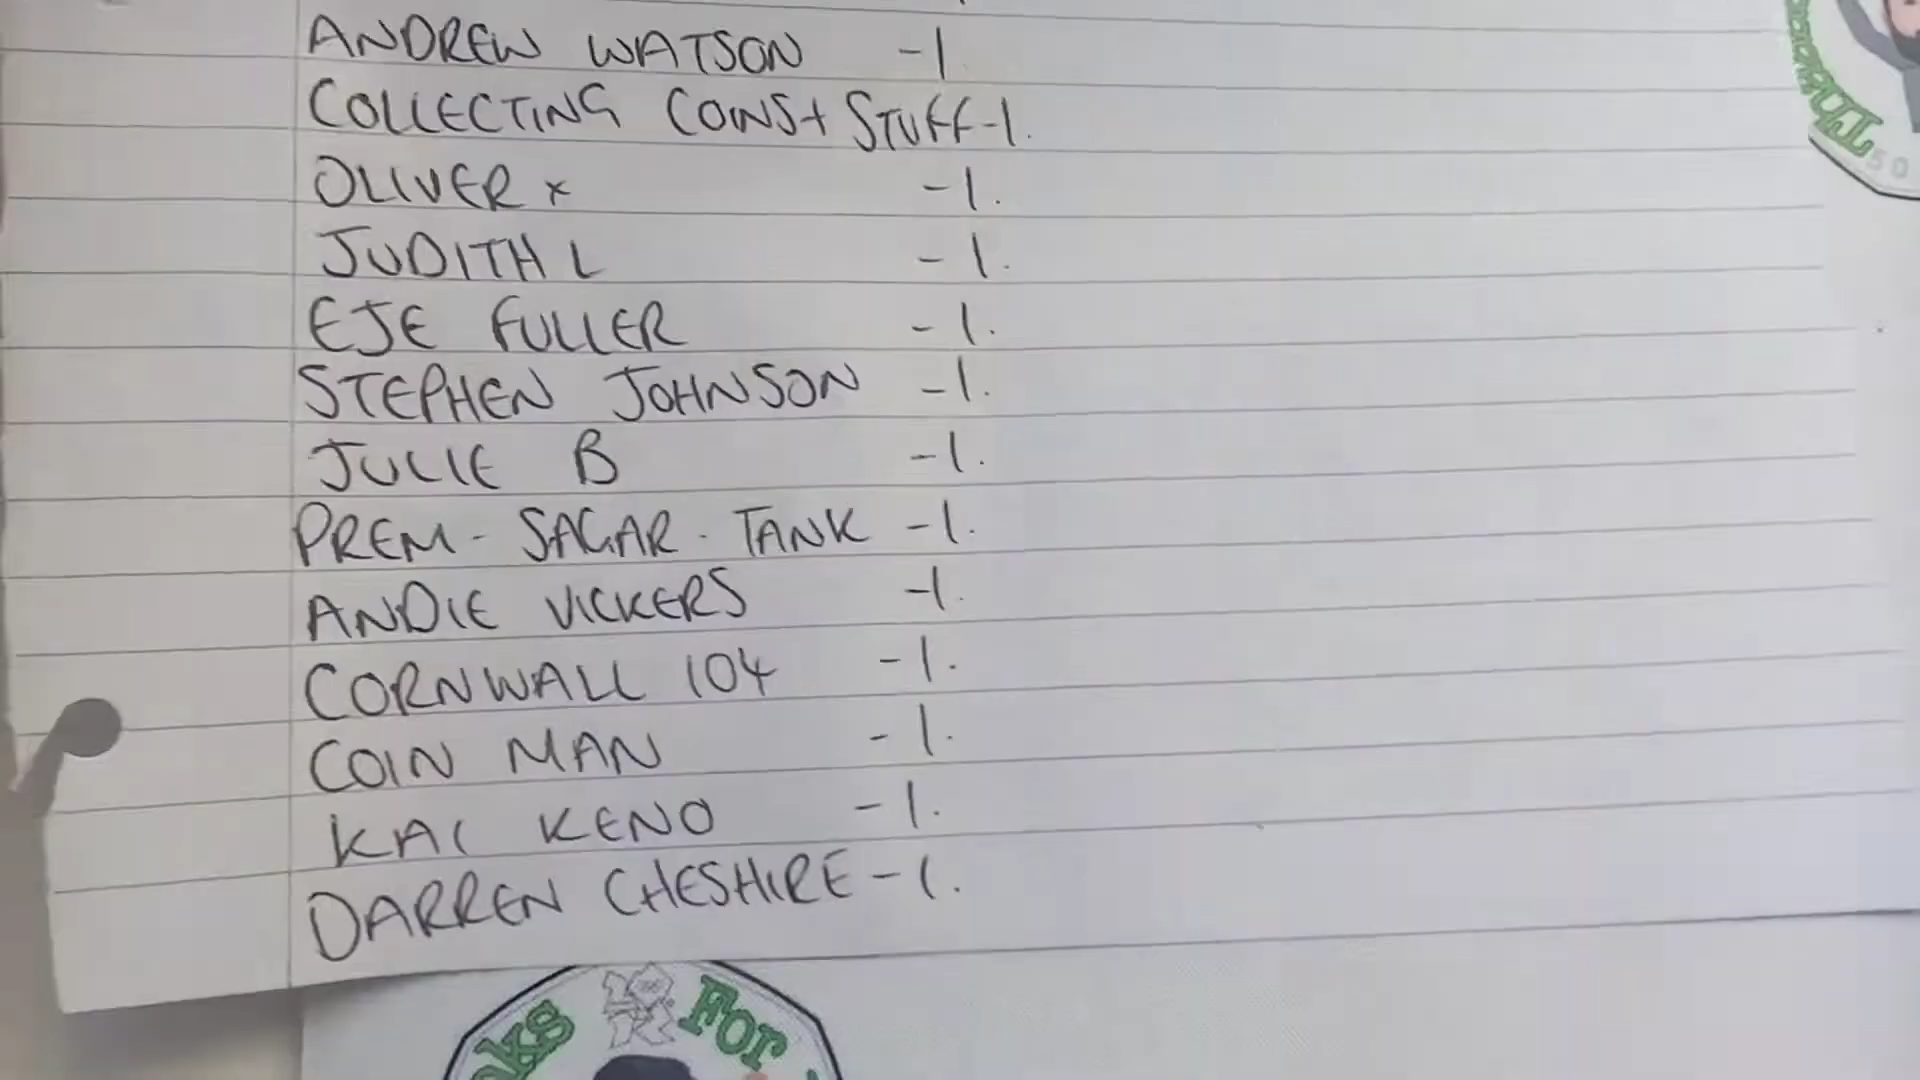 ANDREW WATSON -1
COLLECTING COINS+ STUFF-1.
OLIVER x -1.
JUDITH L -1.
EJE FULLER -1.
STEPHEN JOHNSON -1.
JULIE B -1.
PREM - SAGAR - TANK -1.
ANDIE VICKERS -1.
CORNWALL 104 -1.
COIN MAN -1.
KAI KENO -1.
DARREN CHESHIRE -1.
For
50